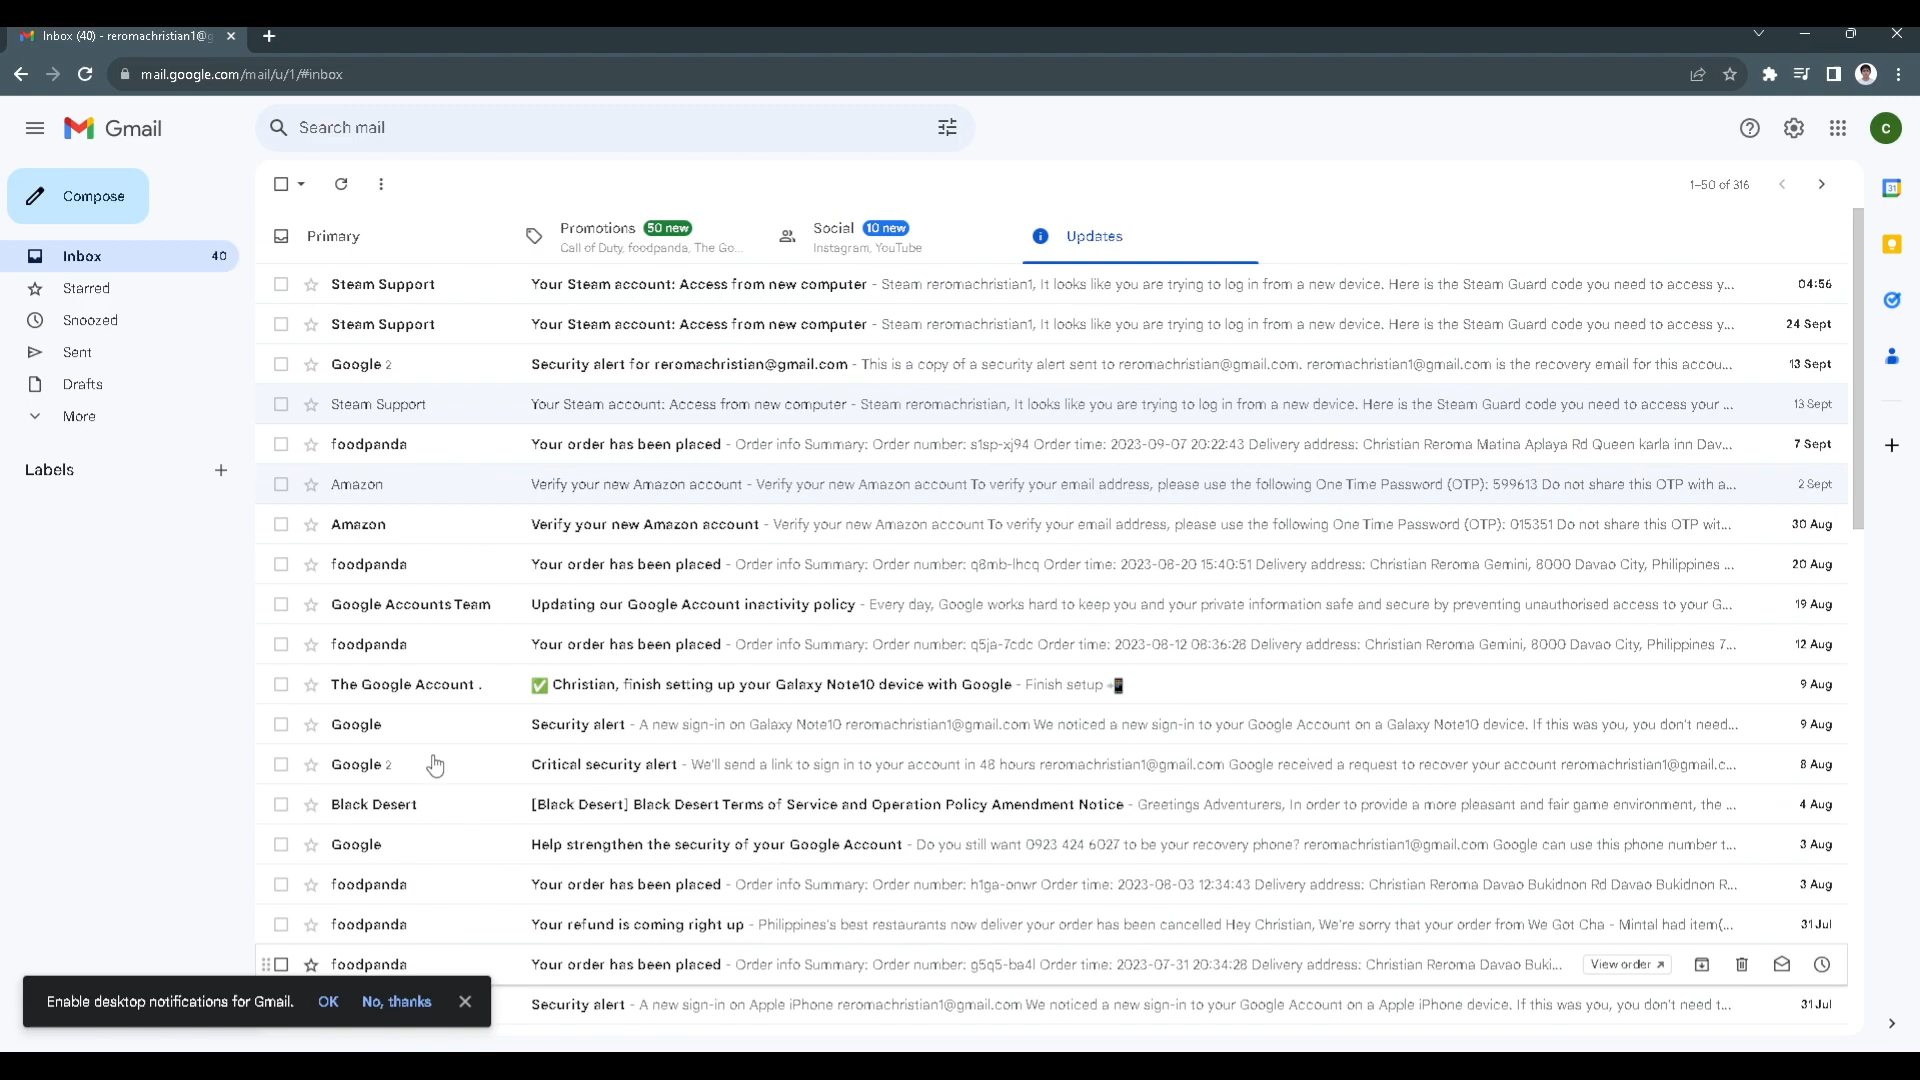 Inbox (40) - reromachristian1@g
mail.google.com/mail/u/1/#inbox
Gmail
Search mail
C
Compose
1–50 of 316
31
Primary
Promotions 50 new
Call of Duty, foodpanda, The Go...
Social 10 new
Instagram, YouTube
Updates
Inbox 40
Starred
Snoozed
Sent
Drafts
More
Labels
Steam Support Your Steam account: Access from new computer - Steam reromachristian1, It looks like you are trying to log in from a new device. Here is the Steam Guard code you need to access y... 04:56
Steam Support Your Steam account: Access from new computer - Steam reromachristian1, It looks like you are trying to log in from a new device. Here is the Steam Guard code you need to access y... 24 Sept
Google 2 Security alert for reromachristian@gmail.com - This is a copy of a security alert sent to reromachristian@gmail.com. reromachristian1@gmail.com is the recovery email for this accou... 13 Sept
Steam Support Your Steam account: Access from new computer - Steam reromachristian, It looks like you are trying to log in from a new device. Here is the Steam Guard code you need to access your ... 13 Sept
foodpanda Your order has been placed - Order info Summary: Order number: s1sp-xj94 Order time: 2023-09-07 20:22:43 Delivery address: Christian Reroma Matina Aplaya Rd Queen karla inn Dav... 7 Sept
Amazon Verify your new Amazon account - Verify your new Amazon account To verify your email address, please use the following One Time Password (OTP): 599613 Do not share this OTP with a... 2 Sept
Amazon Verify your new Amazon account - Verify your new Amazon account To verify your email address, please use the following One Time Password (OTP): 015351 Do not share this OTP wit... 30 Aug
foodpanda Your order has been placed - Order info Summary: Order number: q8mb-lhcq Order time: 2023-08-20 15:40:51 Delivery address: Christian Reroma Gemini, 8000 Davao City, Philippines ... 20 Aug
Google Accounts Team Updating our Google Account inactivity policy - Every day, Google works hard to keep you and your private information safe and secure by preventing unauthorised access to your G... 19 Aug
foodpanda Your order has been placed - Order info Summary: Order number: q5ja-7cdc Order time: 2023-08-12 08:36:28 Delivery address: Christian Reroma Gemini, 8000 Davao City, Philippines 7... 12 Aug
The Google Account . ✅ Christian, finish setting up your Galaxy Note10 device with Google - Finish setup 📲 9 Aug
Google Security alert - A new sign-in on Galaxy Note10 reromachristian1@gmail.com We noticed a new sign-in to your Google Account on a Galaxy Note10 device. If this was you, you don't need... 9 Aug
Google 2 Critical security alert - We'll send a link to sign in to your account in 48 hours reromachristian1@gmail.com Google received a request to recover your account reromachristian1@gmail.c... 8 Aug
Black Desert [Black Desert] Black Desert Terms of Service and Operation Policy Amendment Notice - Greetings Adventurers, In order to provide a more pleasant and fair game environment, the ... 4 Aug
Google Help strengthen the security of your Google Account - Do you still want 0923 424 6027 to be your recovery phone? reromachristian1@gmail.com Google can use this phone number t... 3 Aug
foodpanda Your order has been placed - Order info Summary: Order number: h1ga-onwr Order time: 2023-08-03 12:34:43 Delivery address: Christian Reroma Davao Bukidnon Rd Davao Bukidnon R... 3 Aug
foodpanda Your refund is coming right up - Philippines's best restaurants now deliver your order has been cancelled Hey Christian, We're sorry that your order from We Got Cha - Mintal had item(... 31 Jul
foodpanda Your order has been placed - Order info Summary: Order number: g5q5-ba4l Order time: 2023-07-31 20:34:28 Delivery address: Christian Reroma Davao Buki... View order
Security alert - A new sign-in on Apple iPhone reromachristian1@gmail.com We noticed a new sign-in to your Google Account on a Apple iPhone device. If this was you, you don't need t... 31 Jul
Enable desktop notifications for Gmail. OK No, thanks